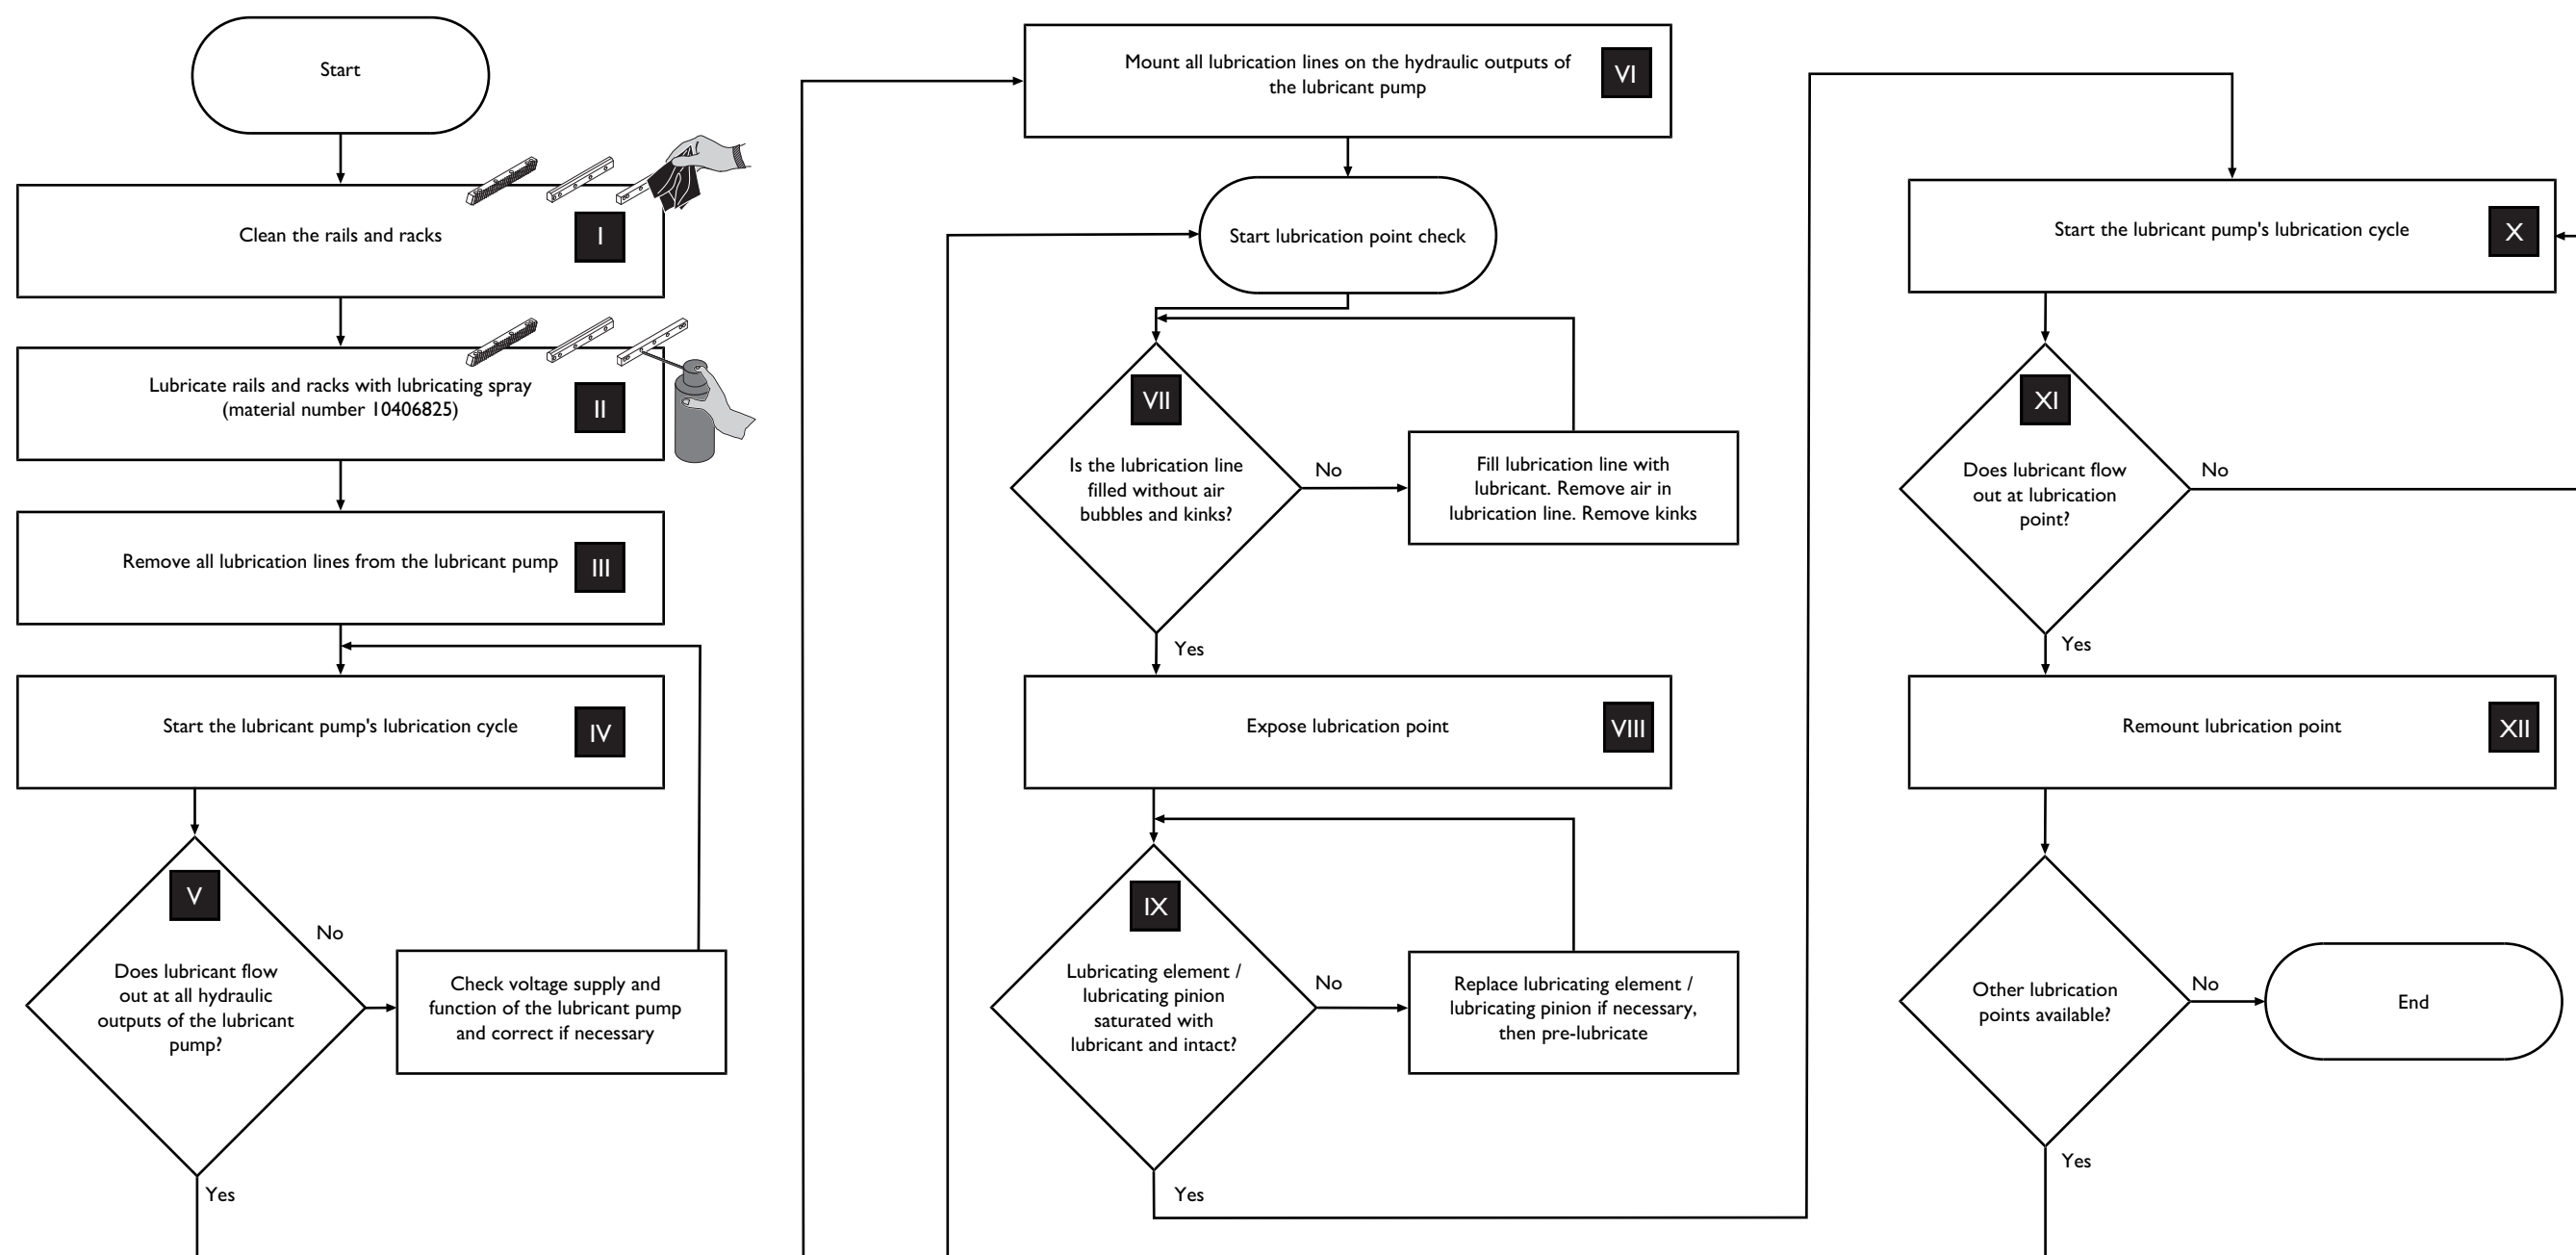 Start
Clean the rails and racks
I
Lubricate rails and racks with lubricating spray
(material number 10406825)
II
Remove all lubrication lines from the lubricant pump
III
Start the lubricant pump's lubrication cycle
IV
V
Does lubricant flow
out at all hydraulic
outputs of the lubricant
pump?
No
Check voltage supply and
function of the lubricant pump
and correct if necessary
Yes
Mount all lubrication lines on the hydraulic outputs of
the lubricant pump
VI
Start lubrication point check
VII
Is the lubrication line
filled without air
bubbles and kinks?
No
Fill lubrication line with
lubricant. Remove air in
lubrication line. Remove kinks
Yes
Expose lubrication point
VIII
IX
Lubricating element /
lubricating pinion
saturated with
lubricant and intact?
No
Replace lubricating element /
lubricating pinion if necessary,
then pre-lubricate
Yes
Start the lubricant pump's lubrication cycle
X
XI
Does lubricant flow
out at lubrication
point?
No
Yes
Remount lubrication point
XII
Other lubrication
points available?
No
End
Yes